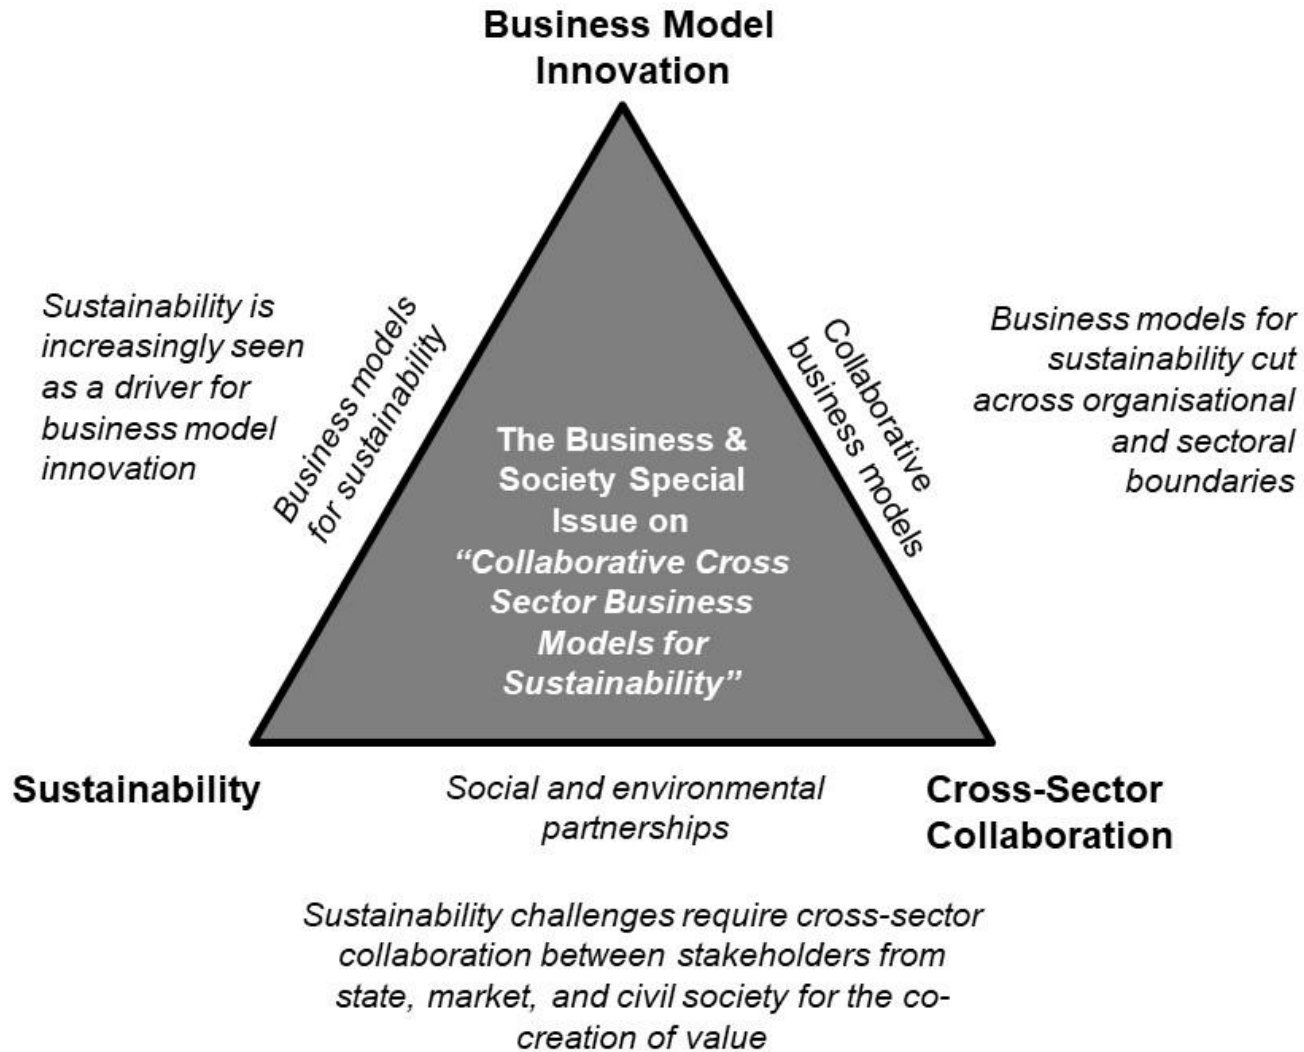 Business Model
Innovation
Sustainability is
increasingly seen
as a driver for
business model
innovation
Business models
for sustainability
Collaborative
business models
Business models for
sustainability cut
across organisational
and sectoral
boundaries
The Business &
Society Special
Issue on
“Collaborative Cross
Sector Business
Models for
Sustainability”
Sustainability
Social and environmental
partnerships
Cross-Sector
Collaboration
Sustainability challenges require cross-sector
collaboration between stakeholders from
state, market, and civil society for the co-
creation of value